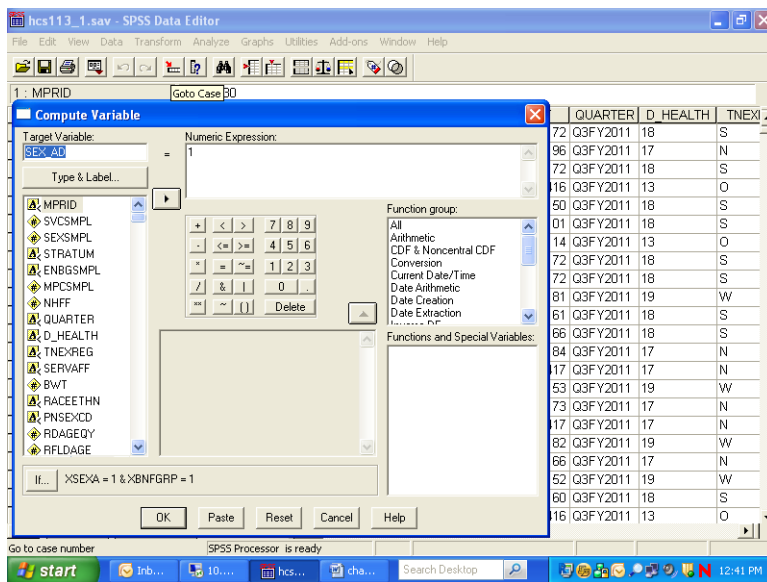 hcs113_1.sav - SPSS Data Editor
File Edit View Data Transform Analyze Graphs Utilities Add-ons Window Help
1 : MPRID
Goto Case
Compute Variable
Target Variable:
SEX_AD
=
Numeric Expression:
1
Type & Label...
MPRID
SVCSMPL
SEXSMPL
STRATUM
ENBGSMPL
MPCSMPL
NHFF
QUARTER
D_HEALTH
TNEXREG
SERVAFF
BWT
RACEETHN
PNSEXCD
RDAGEQY
RFLDAGE
+ < > 7 8 9
- <= >= 4 5 6
* = ~= 1 2 3
/ & | 0 .
** ~ () Delete
Function group:
All
Arithmetic
CDF & Noncentral CDF
Conversion
Current Date/Time
Date Arithmetic
Date Creation
Date Extraction
Functions and Special Variables:
If... XSEXA = 1 & XBNFGRP = 1
OK Paste Reset Cancel Help
QUARTER D_HEALTH TNEXI
72 Q3FY2011 18 S
96 Q3FY2011 17 N
72 Q3FY2011 18 S
416 Q3FY2011 13 O
50 Q3FY2011 18 S
01 Q3FY2011 18 S
14 Q3FY2011 13 O
72 Q3FY2011 18 S
72 Q3FY2011 18 S
81 Q3FY2011 19 W
61 Q3FY2011 18 S
66 Q3FY2011 18 S
84 Q3FY2011 17 N
417 Q3FY2011 17 N
53 Q3FY2011 19 W
73 Q3FY2011 17 N
417 Q3FY2011 17 N
82 Q3FY2011 19 W
66 Q3FY2011 17 N
52 Q3FY2011 19 W
60 Q3FY2011 18 S
416 Q3FY2011 13 O
Go to case number
SPSS Processor is ready
start Inb... 10.... hcs... cha... Search Desktop 12:41 PM